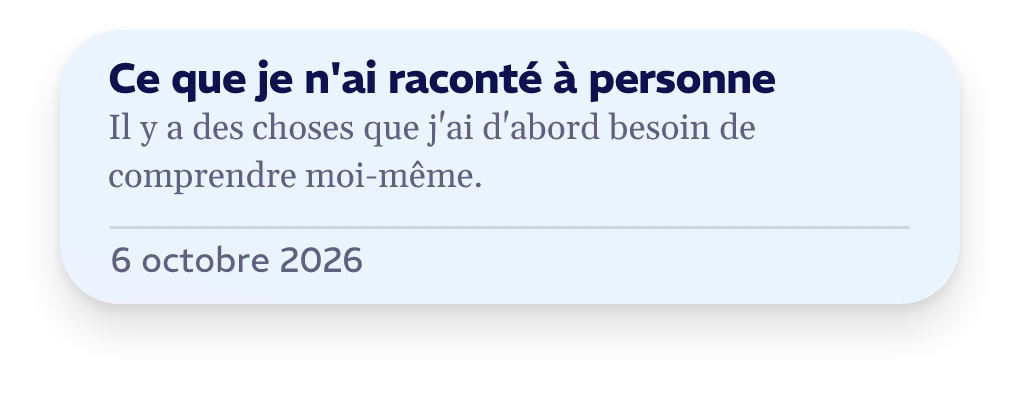 Ce que je n'ai raconté à personne
Il y a des choses que j'ai d'abord besoin de
comprendre moi-même.
6 octobre 2026